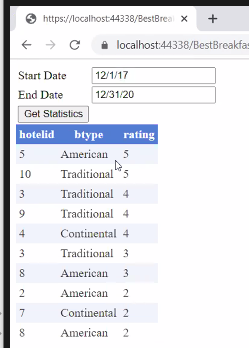 https://localhost:44338/BestBreakfas
localhost:44338/BestBreakfas
Start Date 12/1/17
End Date 12/31/20
Get Statistics
hotelid btype rating
5 American 5
10 Traditional 5
3 Traditional 4
9 Traditional 4
4 Continental 4
3 Traditional 3
8 American 3
2 American 2
7 Continental 2
8 American 2